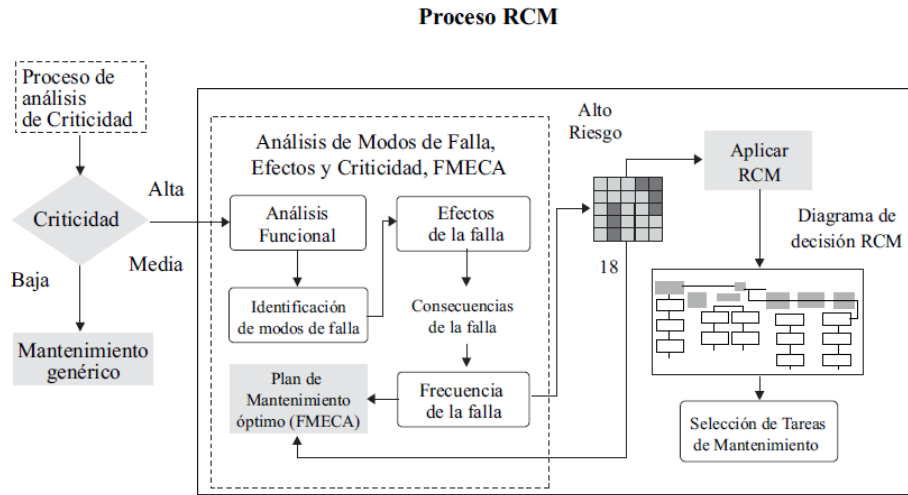 Proceso RCM
Proceso de
análisis
de Criticidad
Criticidad
Alta
Media
Baja
Mantenimiento
genérico
Análisis de Modos de Falla,
Efectos y Criticidad, FMECA
Análisis
Funcional
Identificación
de modos de falla
Efectos
de la falla
Consecuencias
de la falla
Frecuencia
de la falla
Plan de
Mantenimiento
óptimo (FMECA)
Alto
Riesgo
18
Aplicar
RCM
Diagrama de
decisión RCM
Selección de Tareas
de Mantenimiento